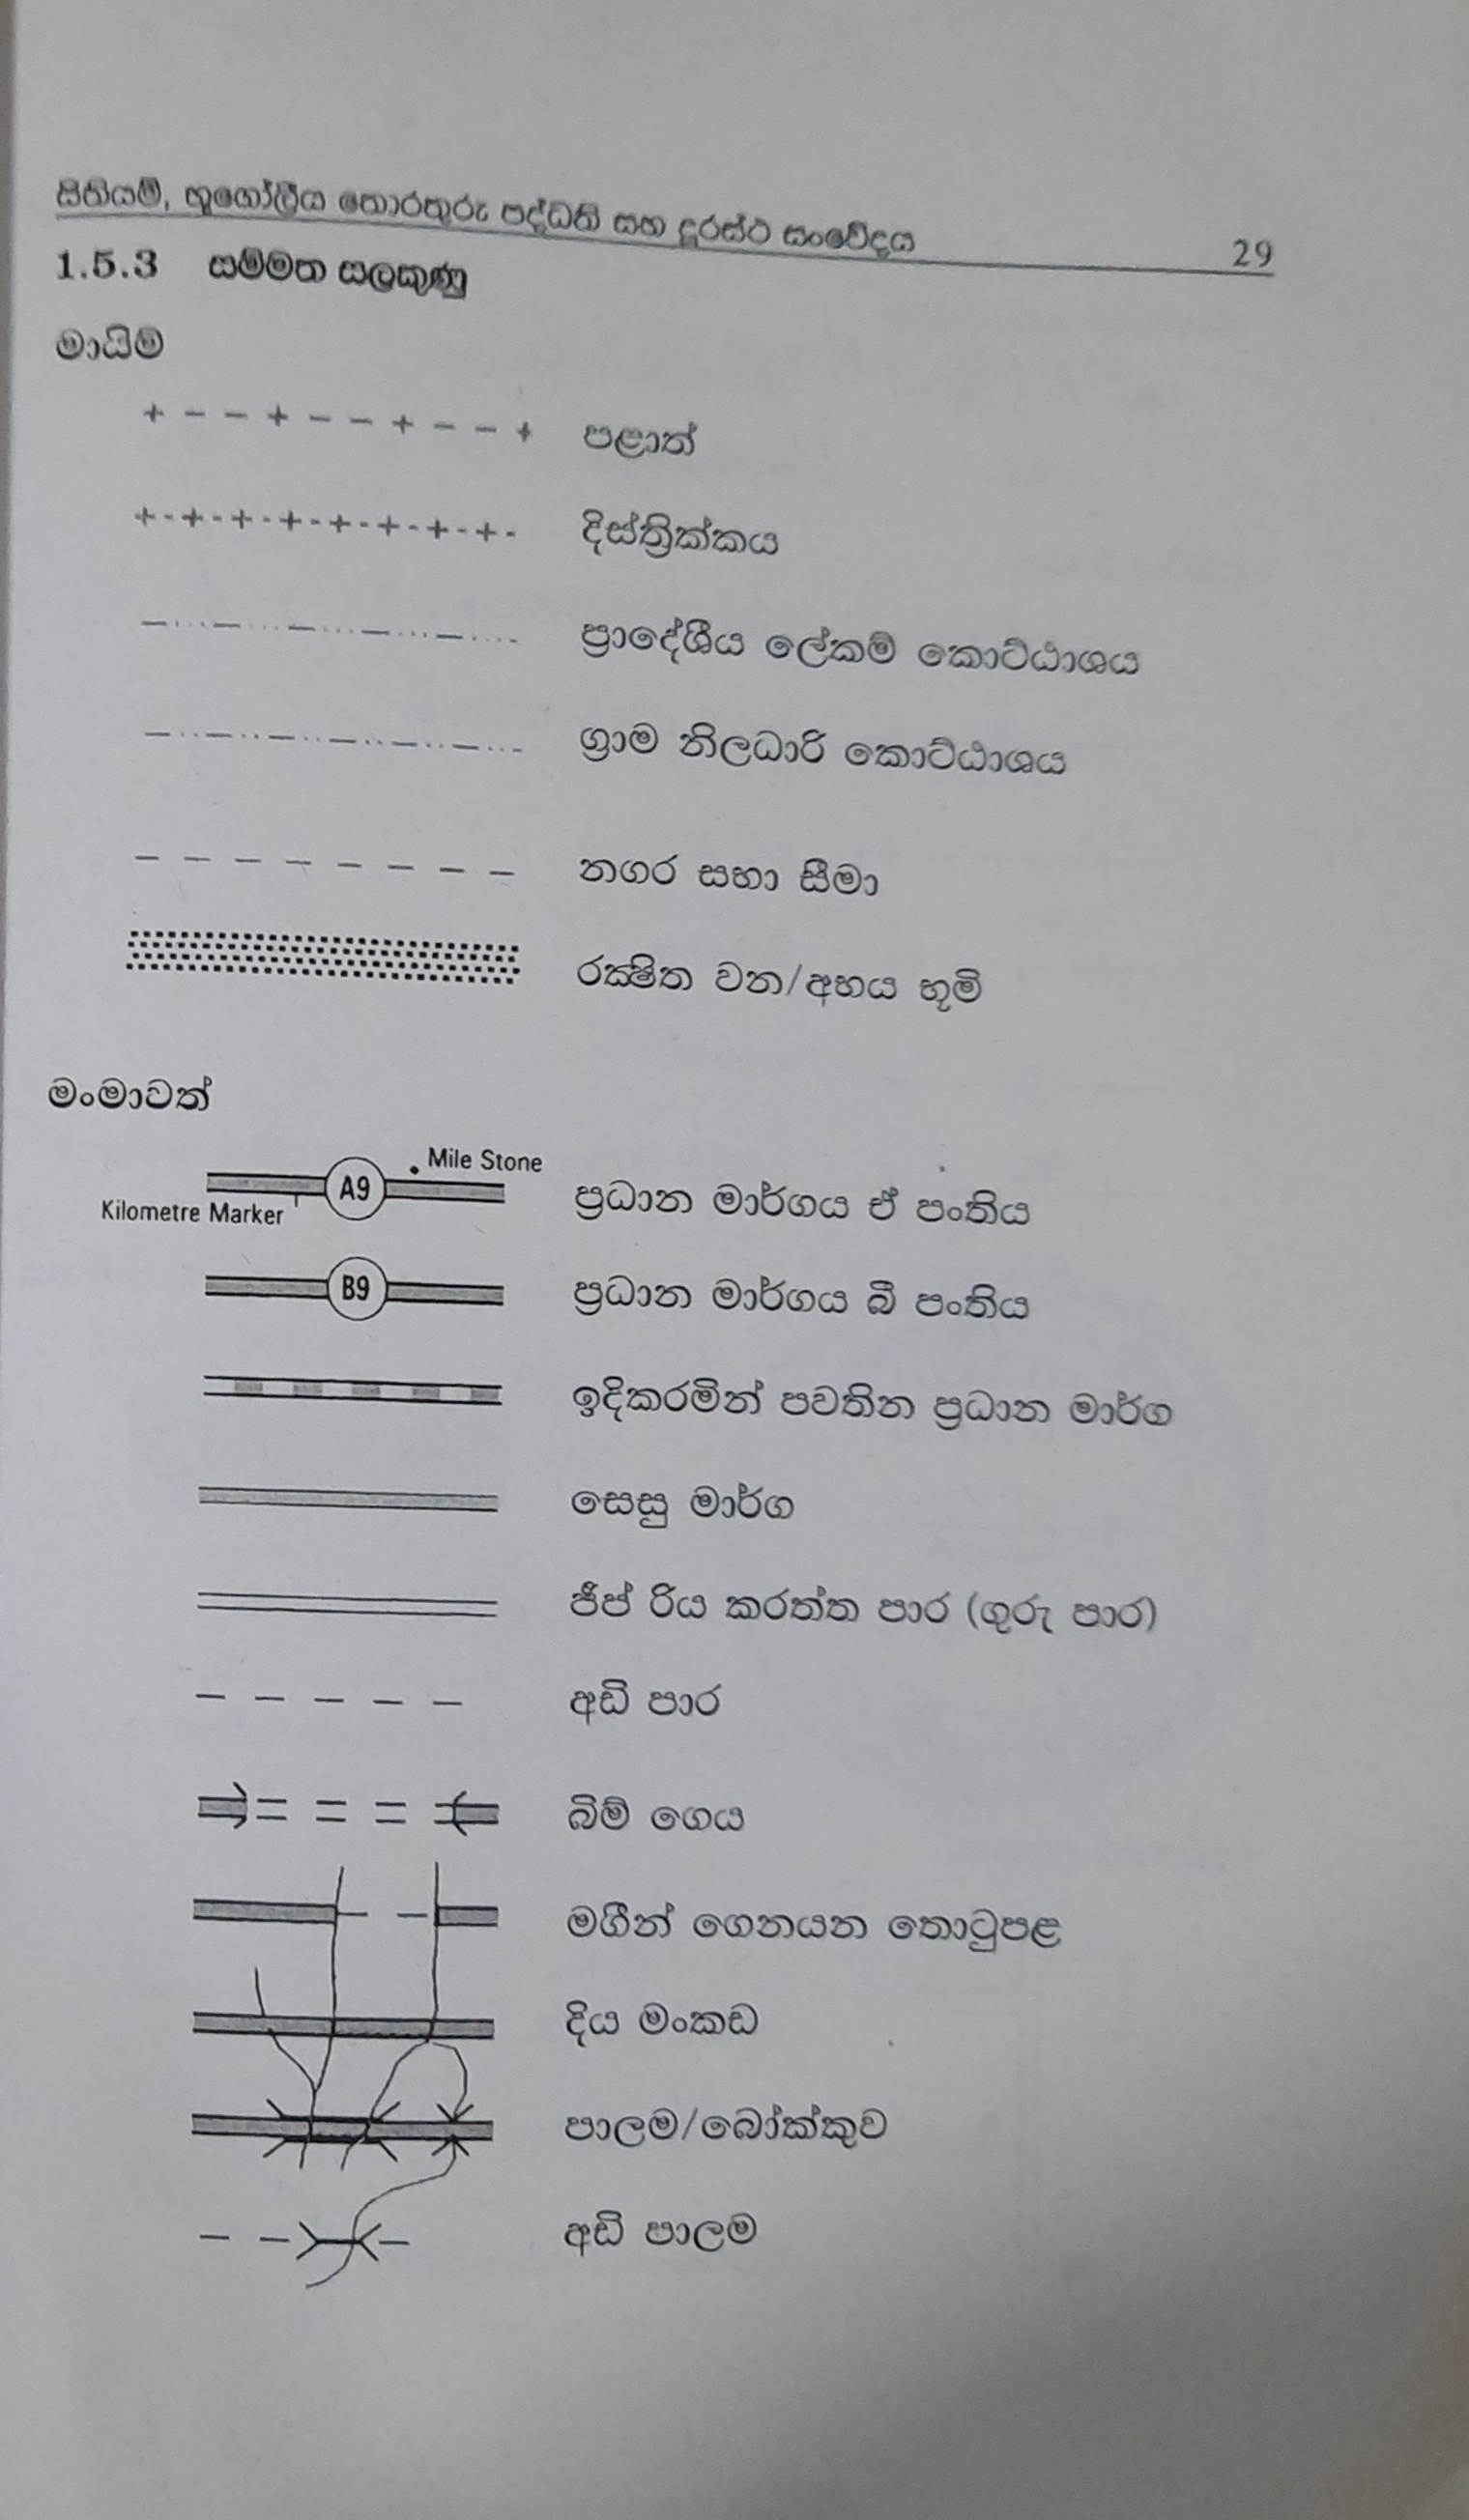 සිතියම්, භූගෝලීය තොරතුරු පද්ධති සහ දුරස්ථ සංවේදය 29
1.5.3 සම්මත සලකුණු
මායිම්
පළාත්
දිස්ත්‍රික්කය
ප්‍රාදේශීය ලේකම් කොට්ඨාශය
ග්‍රාම නිලධාරි කොට්ඨාශය
නගර සභා සීමා
රක්‍ෂිත වන/අභය භූමි
මංමාවත්
Mile Stone
A9 ප්‍රධාන මාර්ගය ඒ පංතිය
Kilometre Marker
B9 ප්‍රධාන මාර්ගය බී පංතිය
ඉදිකරමින් පවතින ප්‍රධාන මාර්ග
සෙසු මාර්ග
ජීප් රිය කරත්ත පාර (ගුරු පාර)
අඩි පාර
බිම් ගෙය
මගීන් ගෙනයන තොටුපළ
දිය මංකඩ
පාලම/බෝක්කුව
අඩි පාලම